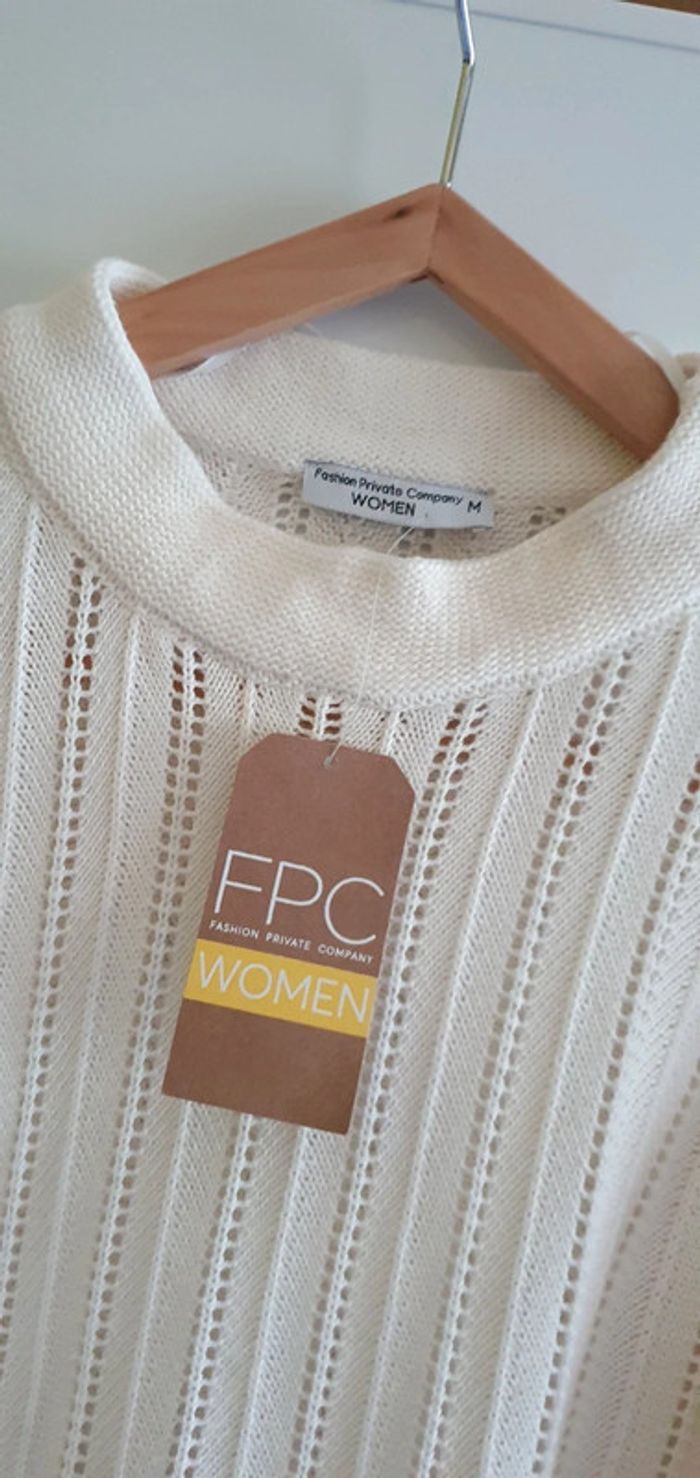 Fashion Private Company M
WOMEN
FPC
FASHION PRIVATE COMPANY
WOMEN